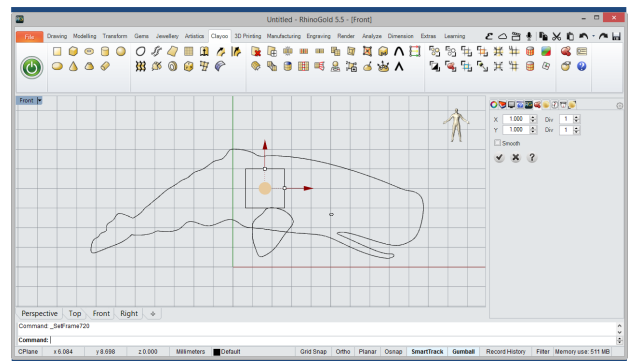 Untitled - RhinoGold 5.5 - [Front]
File Drawing Modelling Transform Gems Jewellery Artistica Clayoo 3D Printing Manufacturing Engraving Render Analyze Dimension Extras Learning
Front
X 1.000 Div 1
Y 1.000 Div 1
Smooth
Perspective Top Front Right
Command: _SelFrame720
Command:
CPlane x 6.084 y 8.698 z 0.000 Millimeters Default Grid Snap Ortho Planar Osnap SmartTrack Gumball Record History Filter Memory use: 511 MB